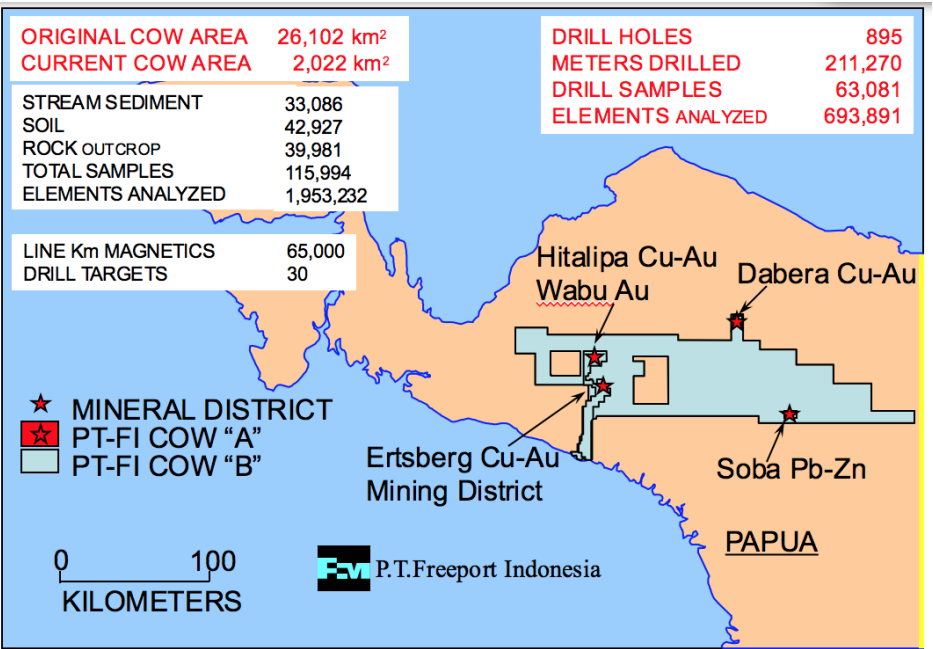 ORIGINAL COW AREA 26,102 km²
CURRENT COW AREA 2,022 km²
DRILL HOLES 895
METERS DRILLED 211,270
DRILL SAMPLES 63,081
ELEMENTS ANALYZED 693,891
STREAM SEDIMENT 33,086
SOIL 42,927
ROCK OUTCROP 39,981
TOTAL SAMPLES 115,994
ELEMENTS ANALYZED 1,953,232
LINE Km MAGNETICS 65,000
DRILL TARGETS 30
Hitalipa Cu-Au
Wabu Au
Dabera Cu-Au
MINERAL DISTRICT
PT-FI COW “A”
PT-FI COW “B”
Ertsberg Cu-Au
Mining District
Soba Pb-Zn
PAPUA
0 100
KILOMETERS
FM P.T.Freeport Indonesia